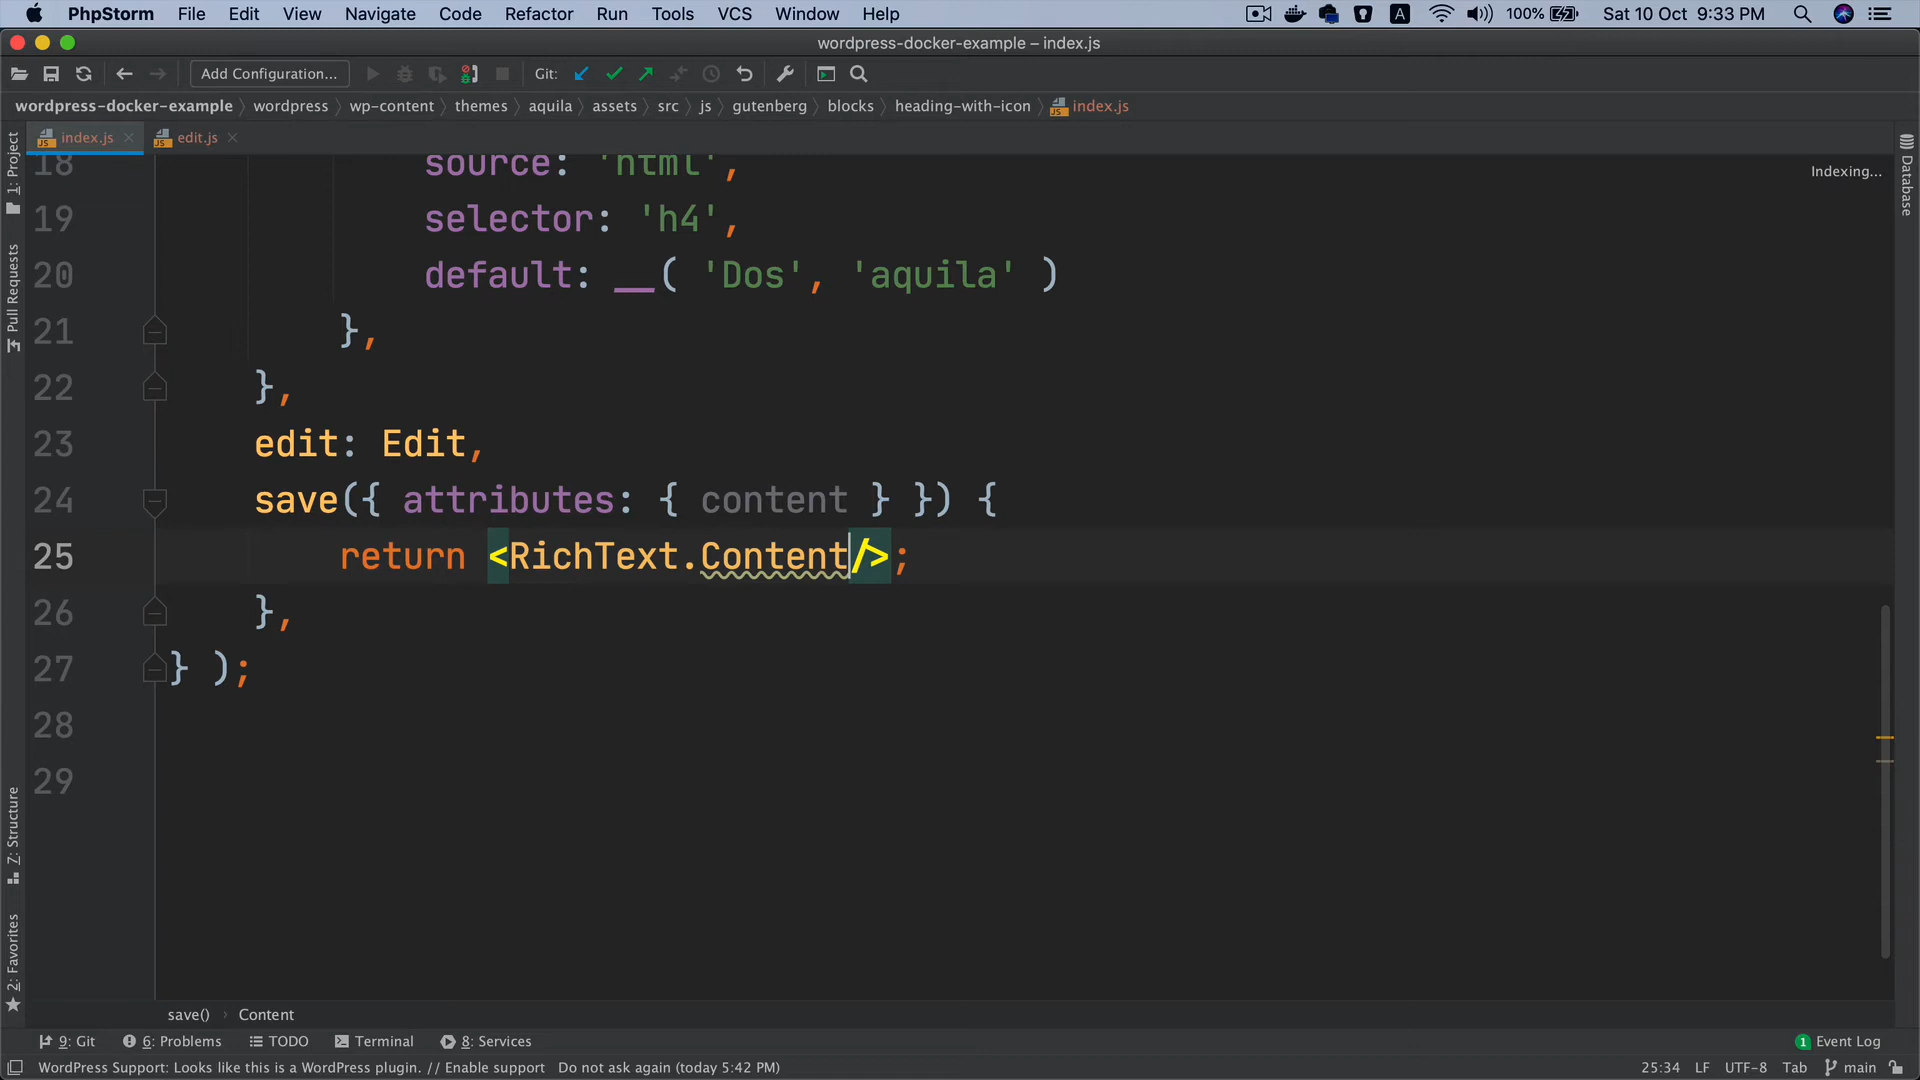 PhpStorm File Edit View Navigate Code Refactor Run Tools VCS Window Help A 100% Sat 10 Oct 9:33 PM
wordpress-docker-example – index.js
Add Configuration... Git:
wordpress-docker-example wordpress wp-content themes aquila assets src js gutenberg blocks heading-with-icon index.js
index.js edit.js
Indexing...
18 source: 'html',
19 selector: 'h4',
20 default: __( 'Dos', 'aquila' )
21 },
22 },
23 edit: Edit,
24 save({ attributes: { content } }) {
25 return <RichText.Content/>;
26 },
27 } );
28
29
1: Project
Pull Requests
7: Structure
2: Favorites
Database
save() › Content
9: Git 6: Problems TODO Terminal 8: Services 1 Event Log
WordPress Support: Looks like this is a WordPress plugin. // Enable support Do not ask again (today 5:42 PM) 25:34 LF UTF-8 Tab main